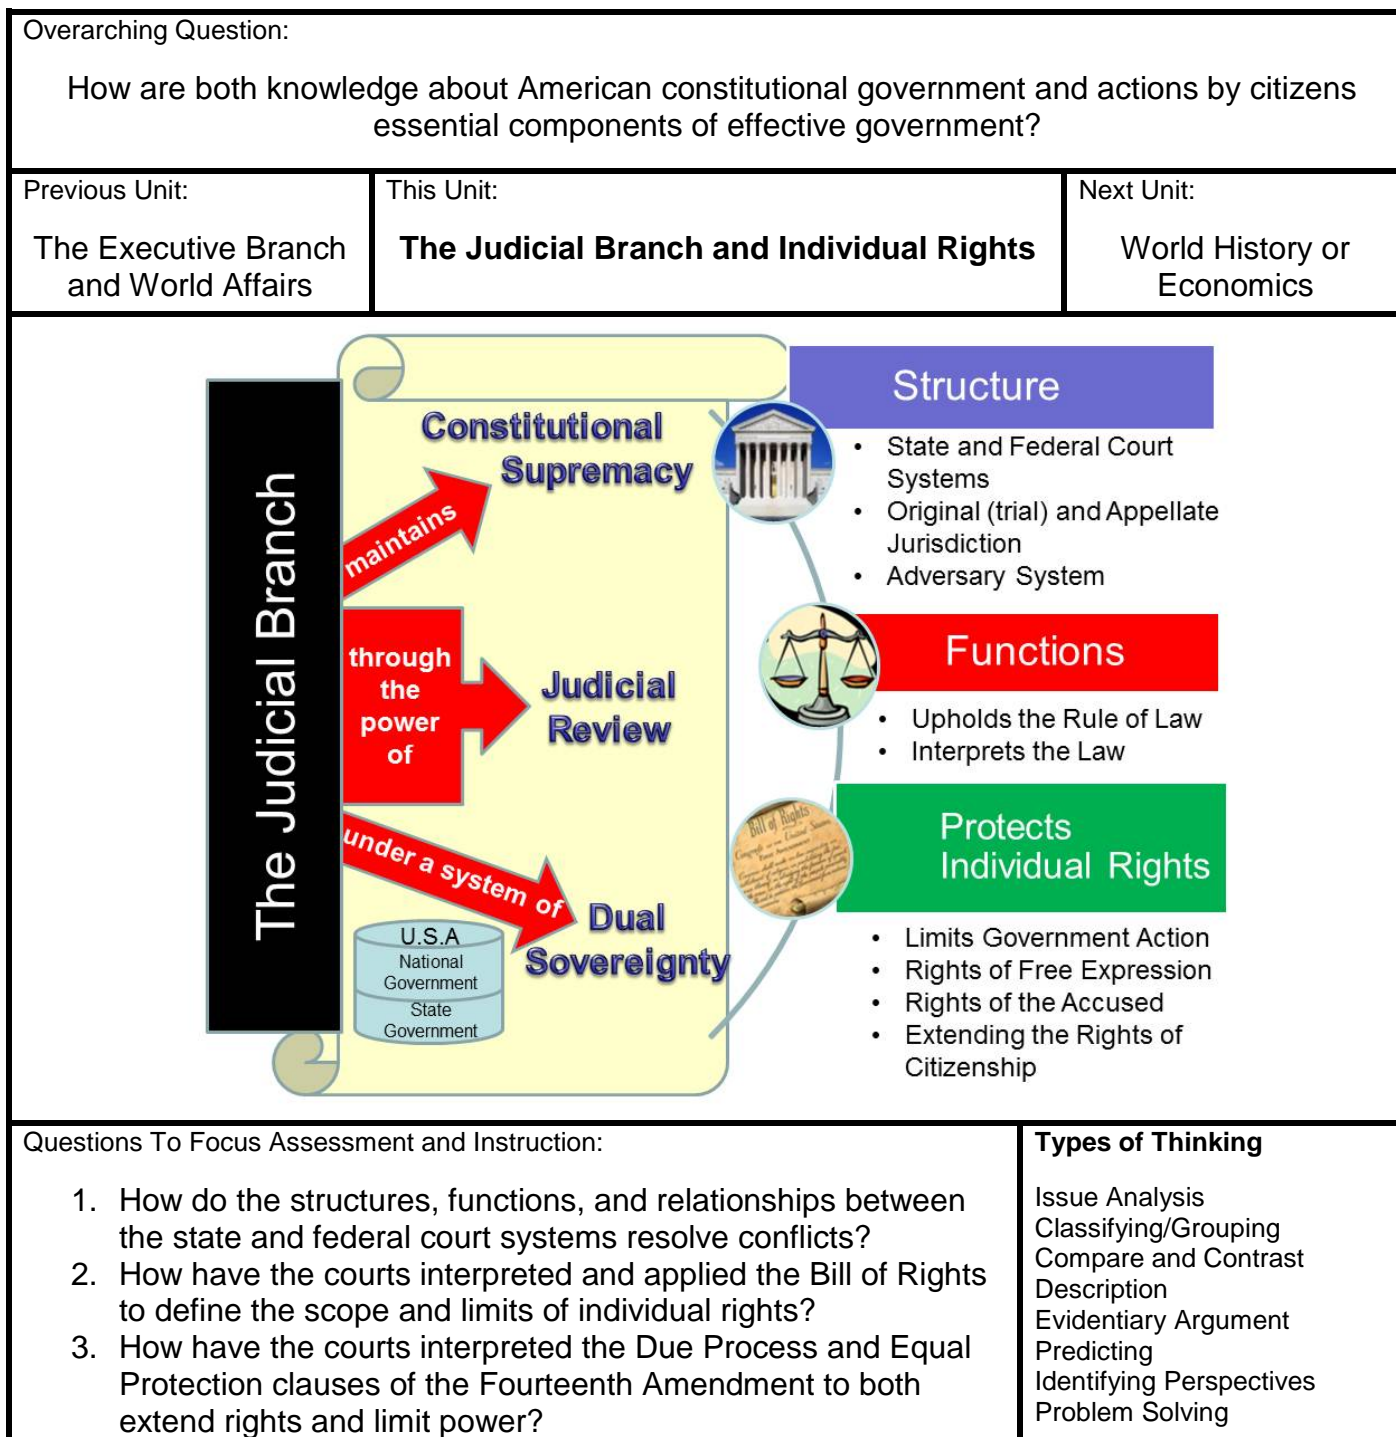 Overarching Question:
How are both knowledge about American constitutional government and actions by citizens
essential components of effective government?
Previous Unit:
The Executive Branch
and World Affairs
This Unit:
The Judicial Branch and Individual Rights
Next Unit:
World History or
Economics
The Judicial Branch
maintains
Constitutional
Supremacy
through
the
power
of
Judicial
Review
under a system of
Dual
Sovereignty
U.S.A
National
Government
State
Government
Structure
• State and Federal Court
Systems
• Original (trial) and Appellate
Jurisdiction
• Adversary System
Functions
• Upholds the Rule of Law
• Interprets the Law
Bill of Rights
Protects
Individual Rights
• Limits Government Action
• Rights of Free Expression
• Rights of the Accused
• Extending the Rights of
Citizenship
Questions To Focus Assessment and Instruction:
1. How do the structures, functions, and relationships between
the state and federal court systems resolve conflicts?
2. How have the courts interpreted and applied the Bill of Rights
to define the scope and limits of individual rights?
3. How have the courts interpreted the Due Process and Equal
Protection clauses of the Fourteenth Amendment to both
extend rights and limit power?
Types of Thinking
Issue Analysis
Classifying/Grouping
Compare and Contrast
Description
Evidentiary Argument
Predicting
Identifying Perspectives
Problem Solving